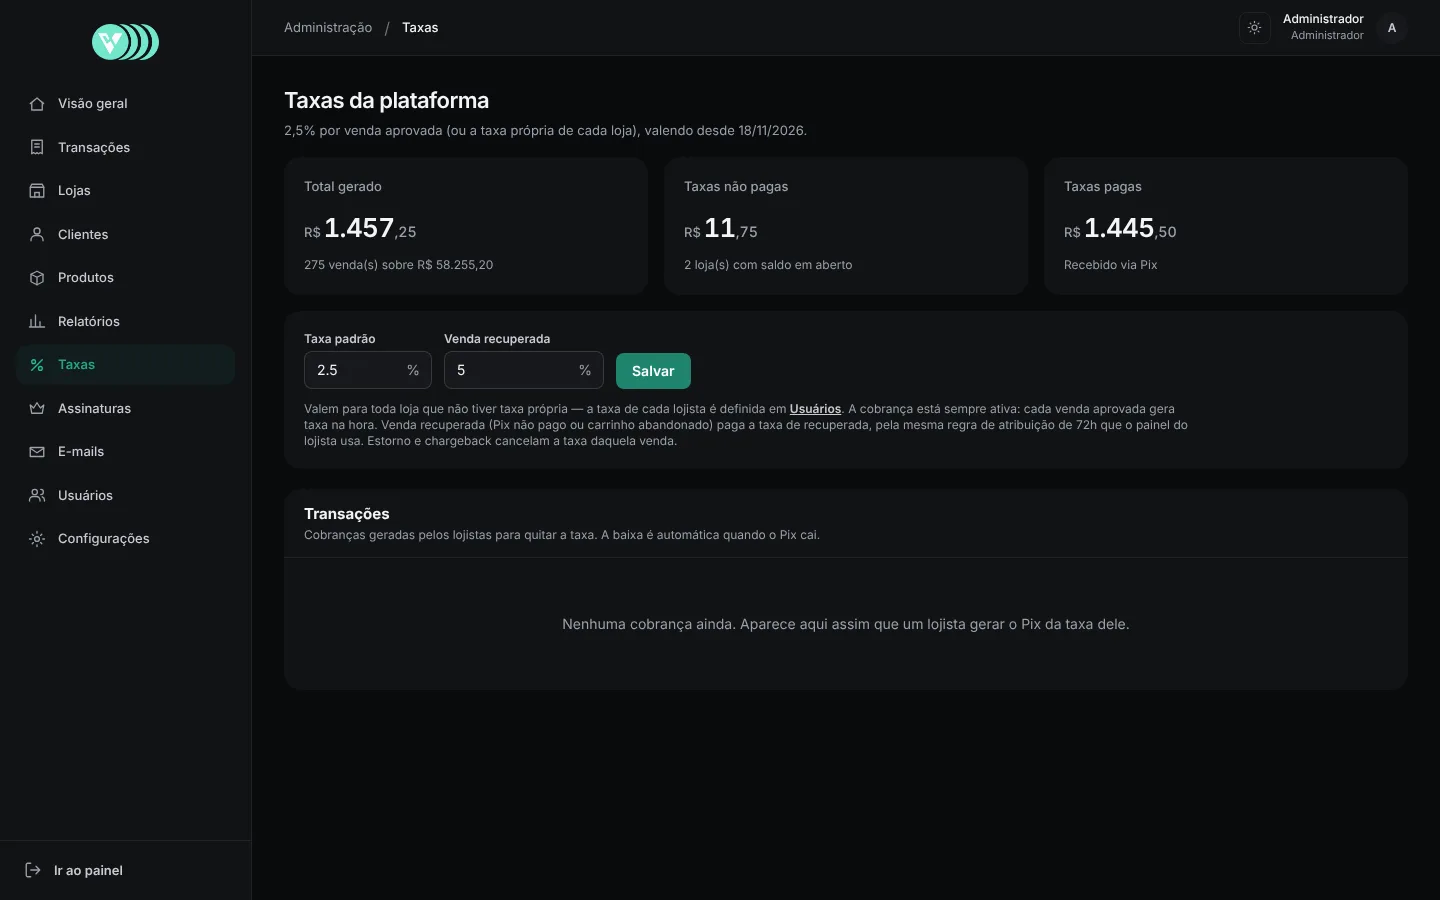 Administração / Taxas
Administrador
Administrador
A
Visão geral
Transações
Lojas
Clientes
Produtos
Relatórios
Taxas
Assinaturas
E-mails
Usuários
Configurações
Ir ao painel
Taxas da plataforma
2,5% por venda aprovada (ou a taxa própria de cada loja), valendo desde 18/11/2026.
Total gerado
R$ 1.457,25
275 venda(s) sobre R$ 58.255,20
Taxas não pagas
R$ 11,75
2 loja(s) com saldo em aberto
Taxas pagas
R$ 1.445,50
Recebido via Pix
Taxa padrão
2.5 %
Venda recuperada
5 %
Salvar
Valem para toda loja que não tiver taxa própria — a taxa de cada lojista é definida em Usuários. A cobrança está sempre ativa: cada venda aprovada gera
taxa na hora. Venda recuperada (Pix não pago ou carrinho abandonado) paga a taxa de recuperada, pela mesma regra de atribuição de 72h que o painel do
lojista usa. Estorno e chargeback cancelam a taxa daquela venda.
Transações
Cobranças geradas pelos lojistas para quitar a taxa. A baixa é automática quando o Pix cai.
Nenhuma cobrança ainda. Aparece aqui assim que um lojista gerar o Pix da taxa dele.